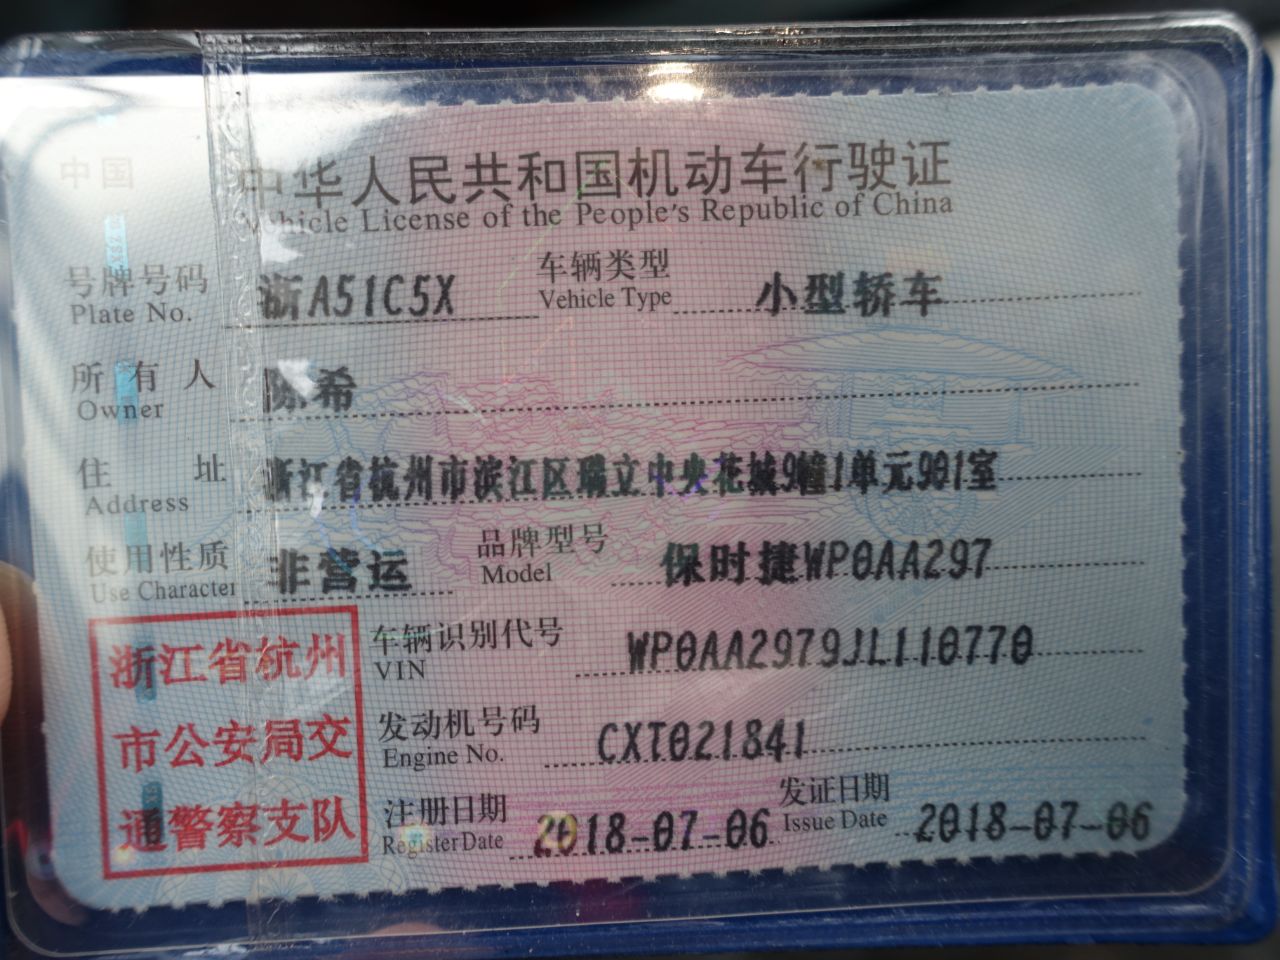 中华人民共和国机动车行驶证
Vehicle License of the People's Republic of China
号牌号码 浙A51C5X 车辆类型 小型轿车
Plate No. Vehicle Type
所有人 陈希
Owner
住址 浙江省杭州市滨江区瑞立中央花城9幢1单元901室
Address
使用性质 非营运 品牌型号 保时捷WP0AA297
Use Character Model
浙江省杭州
市公安局交
通警察支队
车辆识别代号 WP0AA2979JL110770
VIN
发动机号码 CXT021841
Engine No.
注册日期 2018-07-06 发证日期 2018-07-06
Register Date Issue Date